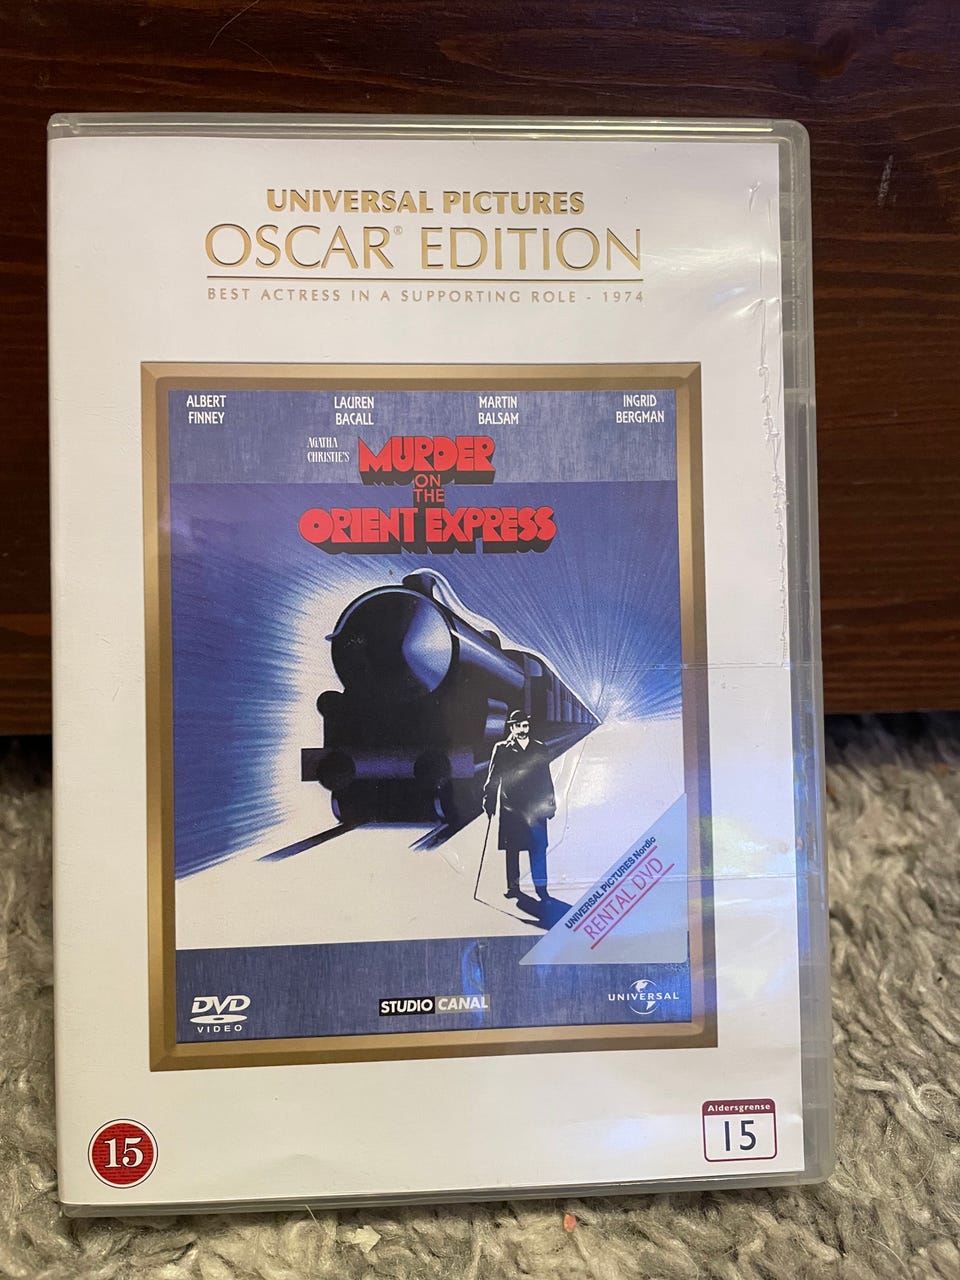 UNIVERSAL PICTURES
OSCAR® EDITION
BEST ACTRESS IN A SUPPORTING ROLE - 1974
ALBERT
FINNEY
LAUREN
BACALL
MARTIN
BALSAM
INGRID
BERGMAN
AGATHA
CHRISTIE'S
MURDER
ON
THE
ORIENT EXPRESS
UNIVERSAL PICTURES Nordic
RENTAL DVD
DVD
VIDEO
STUDIO CANAL
UNIVERSAL
15
Aldersgrense
15